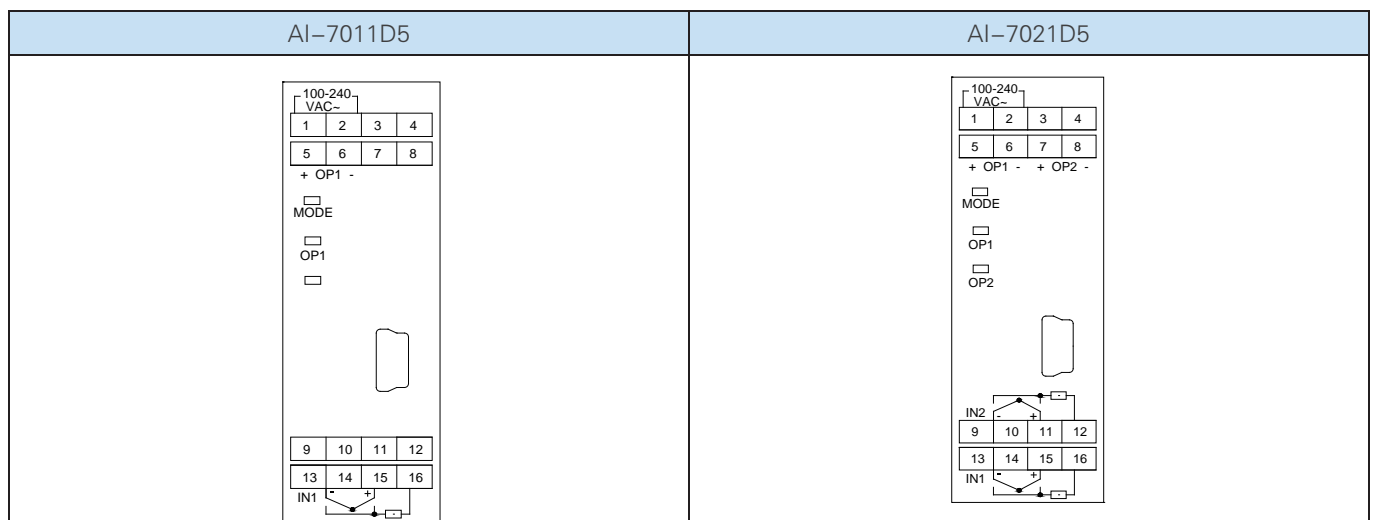 AI–7011D5
AI–7021D5
100-240
VAC~
1 2 3 4
5 6 7 8
+ OP1 -
MODE
OP1
9 10 11 12
13 14 15 16
IN1 - +
100-240
VAC~
1 2 3 4
5 6 7 8
+ OP1 - + OP2 -
MODE
OP1
OP2
IN2 - +
9 10 11 12
13 14 15 16
IN1 - +